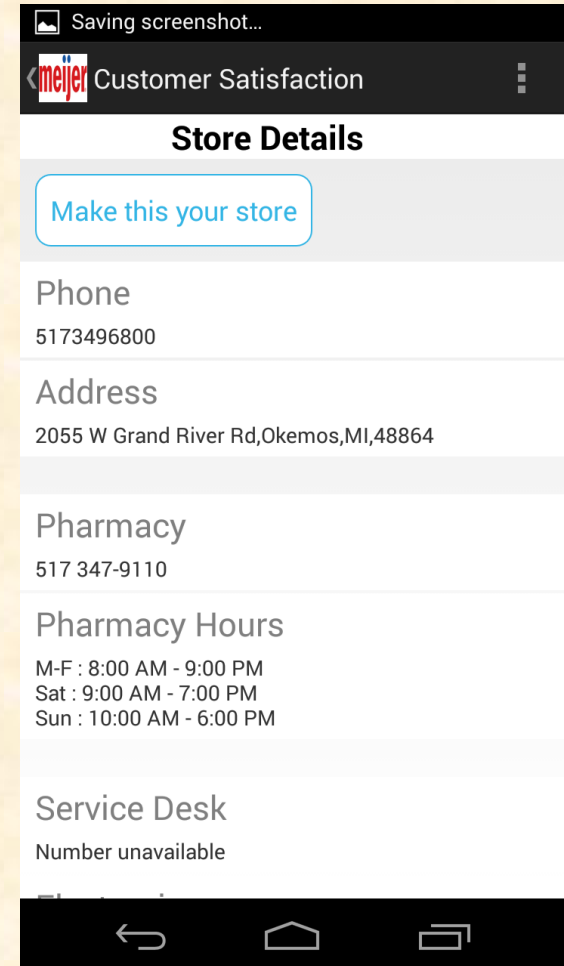 Saving screenshot...
meijer Customer Satisfaction
Store Details
Make this your store
Phone
5173496800
Address
2055 W Grand River Rd,Okemos,MI,48864
Pharmacy
517 347-9110
Pharmacy Hours
M-F : 8:00 AM - 9:00 PM
Sat : 9:00 AM - 7:00 PM
Sun : 10:00 AM - 6:00 PM
Service Desk
Number unavailable